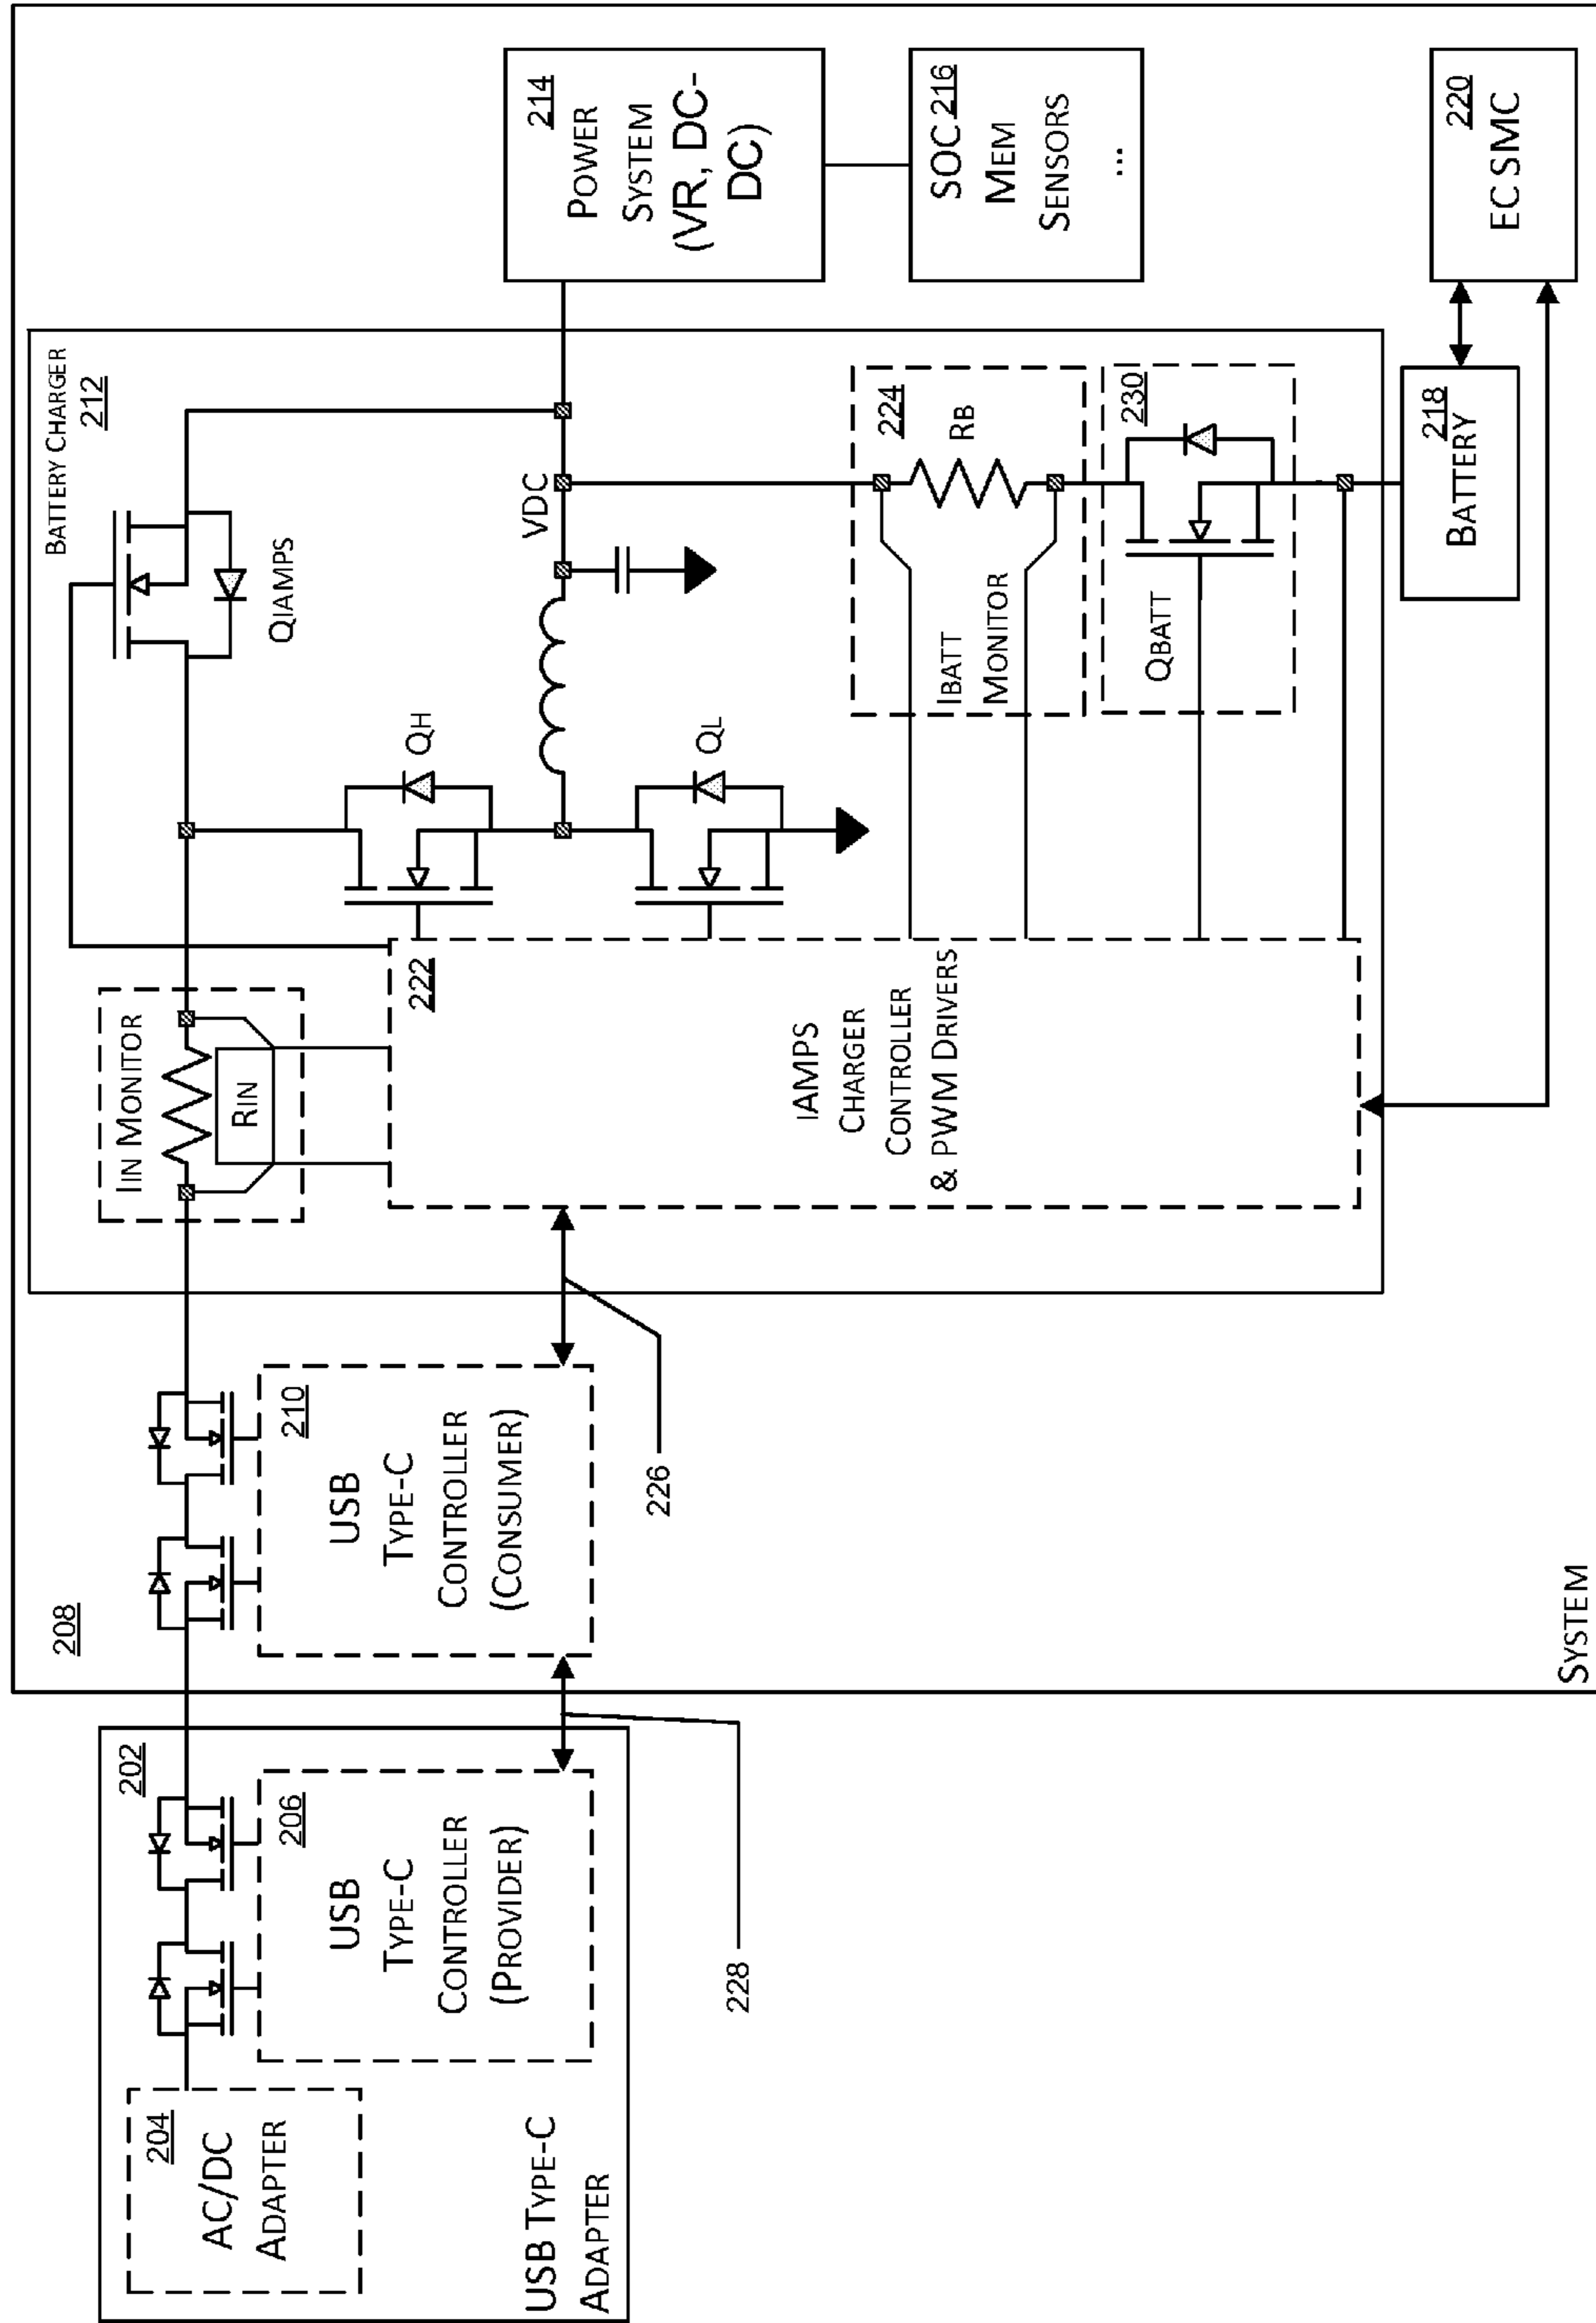 204
AC/DC
ADAPTER
USB TYPE-C
ADAPTER
202
206
USB
TYPE-C
CONTROLLER
(PROVIDER)
228
208
210
USB
TYPE-C
CONTROLLER
(CONSUMER)
226
SYSTEM
BATTERY CHARGER
212
IIN MONITOR
RIN
222
IAMPS
CHARGER
CONTROLLER
& PWM DRIVERS
QIAMPS
QH
QL
VDC
224
RB
IBATT
MONITOR
230
QBATT
214
POWER
SYSTEM
(VR, DC-
DC)
SOC 216
MEM
SENSORS
...
218
BATTERY
220
EC SMC